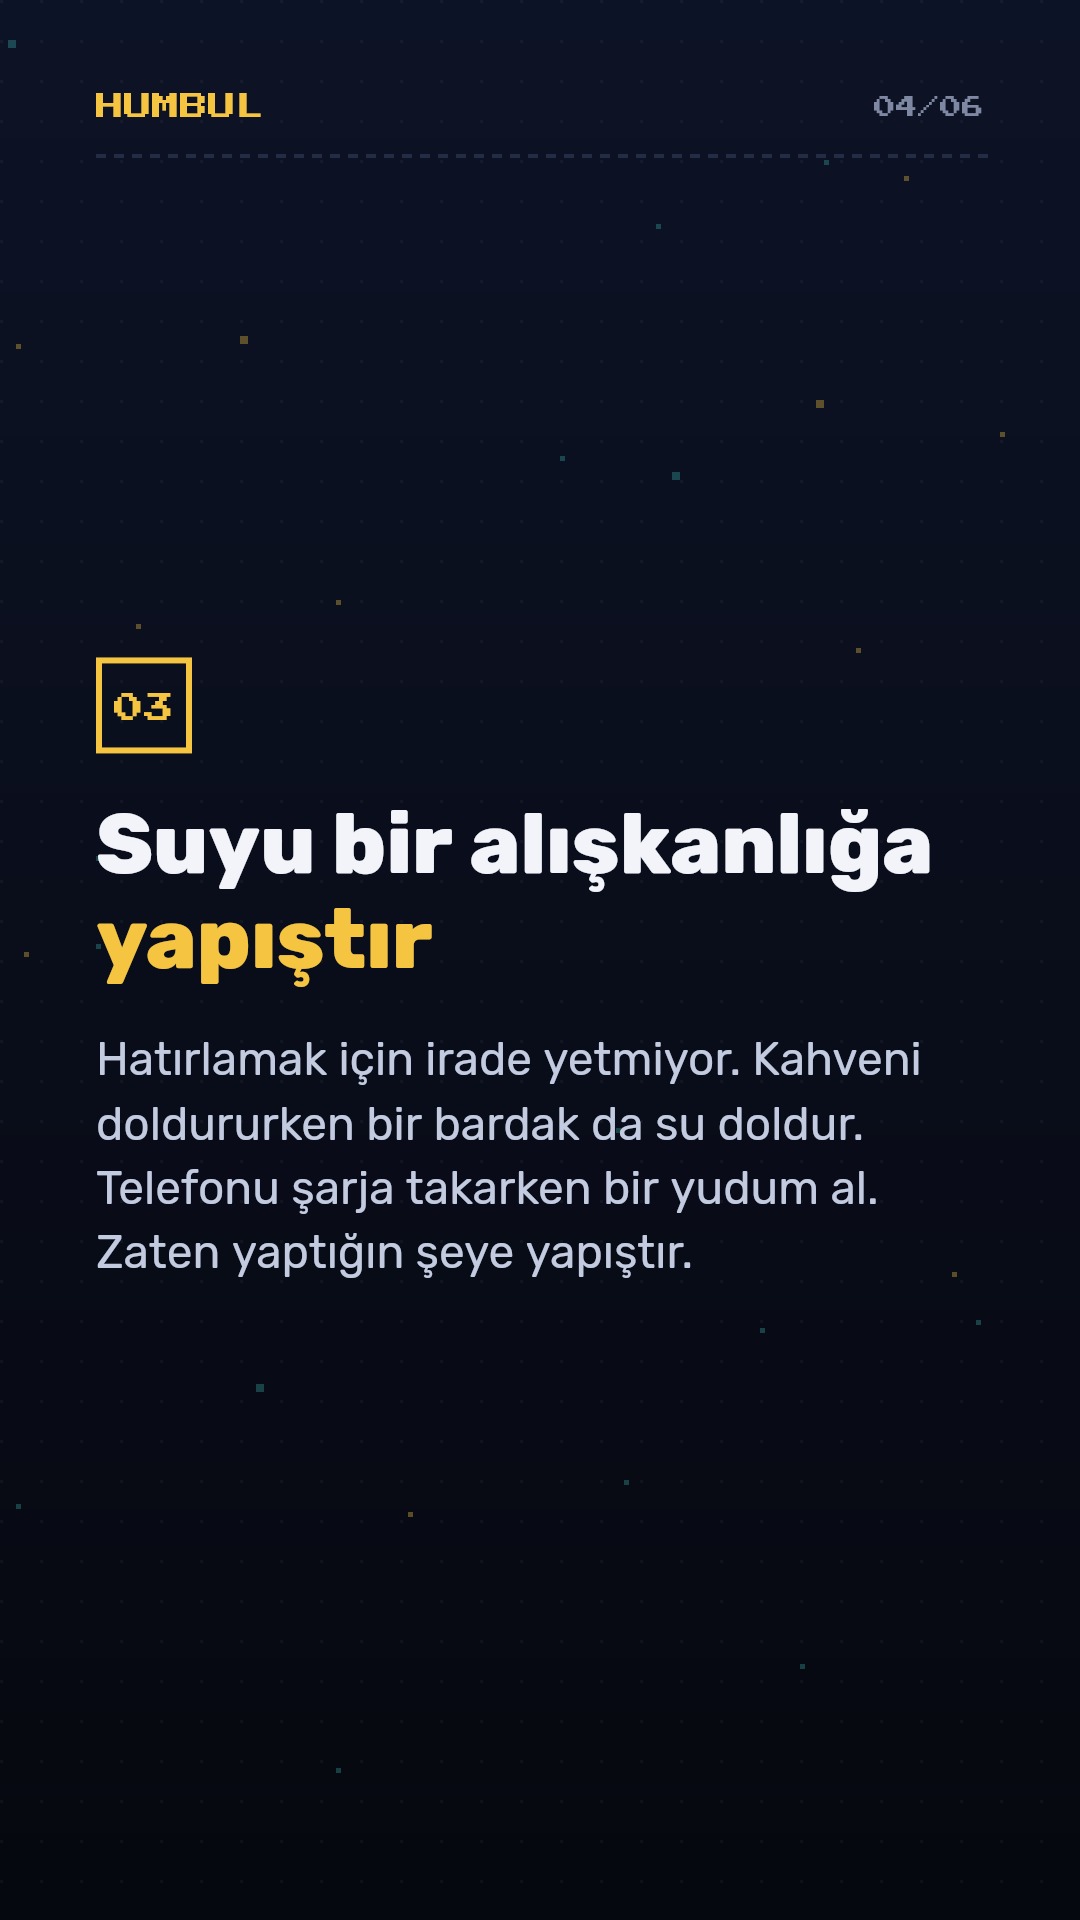 HUMBUL
04/06
03
Suyu bir alışkanlığa
yapıştır
Hatırlamak için irade yetmiyor. Kahveni
doldururken bir bardak da su doldur.
Telefonu şarja takarken bir yudum al.
Zaten yaptığın şeye yapıştır.